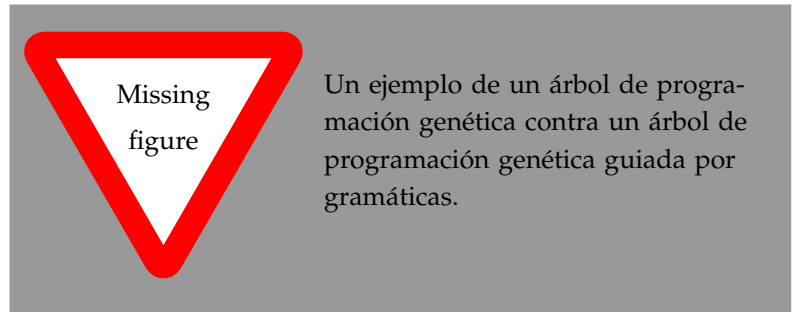 Missing
figure
Un ejemplo de un árbol de progra-
mación genética contra un árbol de
programación genética guiada por
gramáticas.